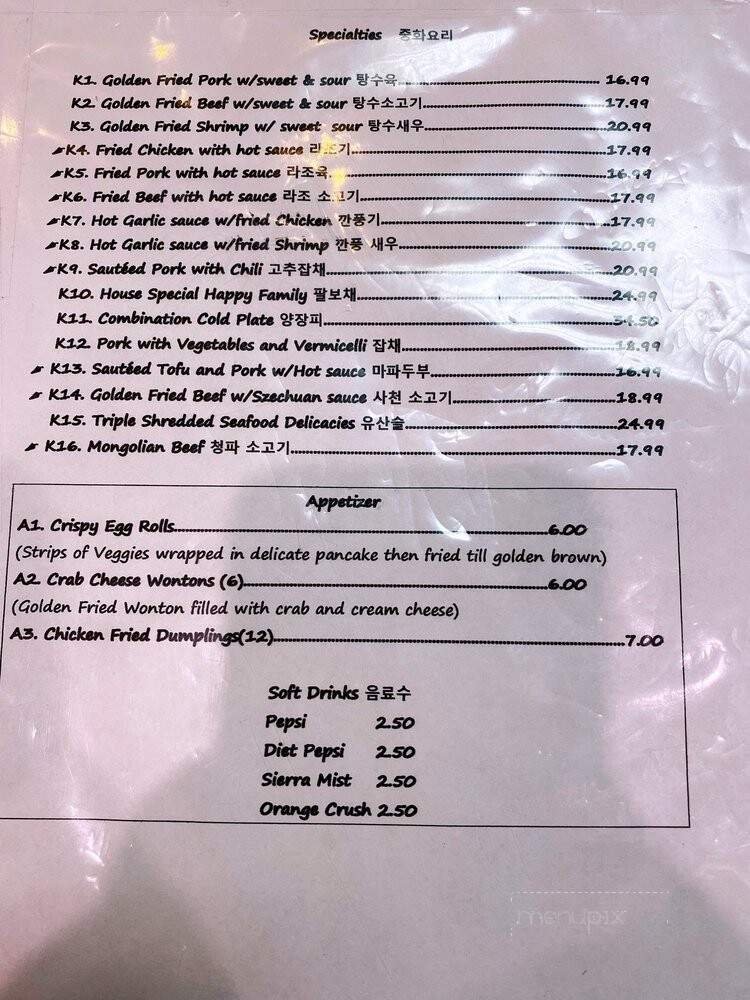 Specialties 중화요리
K1. Golden Fried Pork w/sweet & sour 탕수육 16.99
K2. Golden Fried Beef w/sweet & sour 탕수소고기 17.99
K3. Golden Fried Shrimp w/ sweet sour 탕수새우 20.99
K4. Fried Chicken with hot sauce 17.99
K5. Fried Pork with hot sauce 라조육 16.99
K6. Fried Beef with hot sauce 라조 17.99
K7. Hot Garlic sauce w/fried Chicken 깐풍기 17.99
K8. Hot Garlic sauce w/fried Shrimp 깐풍 새우 20.99
K9. Sautéed Pork with Chili 고추잡채 20.99
K10. House Special Happy Family 팔보채 24.99
K11. Combination Cold Plate 양장피 34.50
K12. Pork with Vegetables and Vermicelli 잡채 18.99
K13. Sautéed Tofu and Pork w/Hot sauce 마파두부 16.99
K14. Golden Fried Beef w/Szechuan sauce 사천 소고기 18.99
K15. Triple Shredded Seafood Delicacies 유산슬 24.99
K16. Mongolian Beef 청파 소고기 17.99
Appetizer
A1. Crispy Egg Rolls 6.00
(Strips of Veggies wrapped in delicate pancake then fried till golden brown)
A2. Crab Cheese Wontons (6) 6.00
(Golden Fried Wonton filled with crab and cream cheese)
A3. Chicken Fried Dumplings(12) 7.00
Soft Drinks 음료수
Pepsi 2.50
Diet Pepsi 2.50
Sierra Mist 2.50
Orange Crush 2.50
menupix